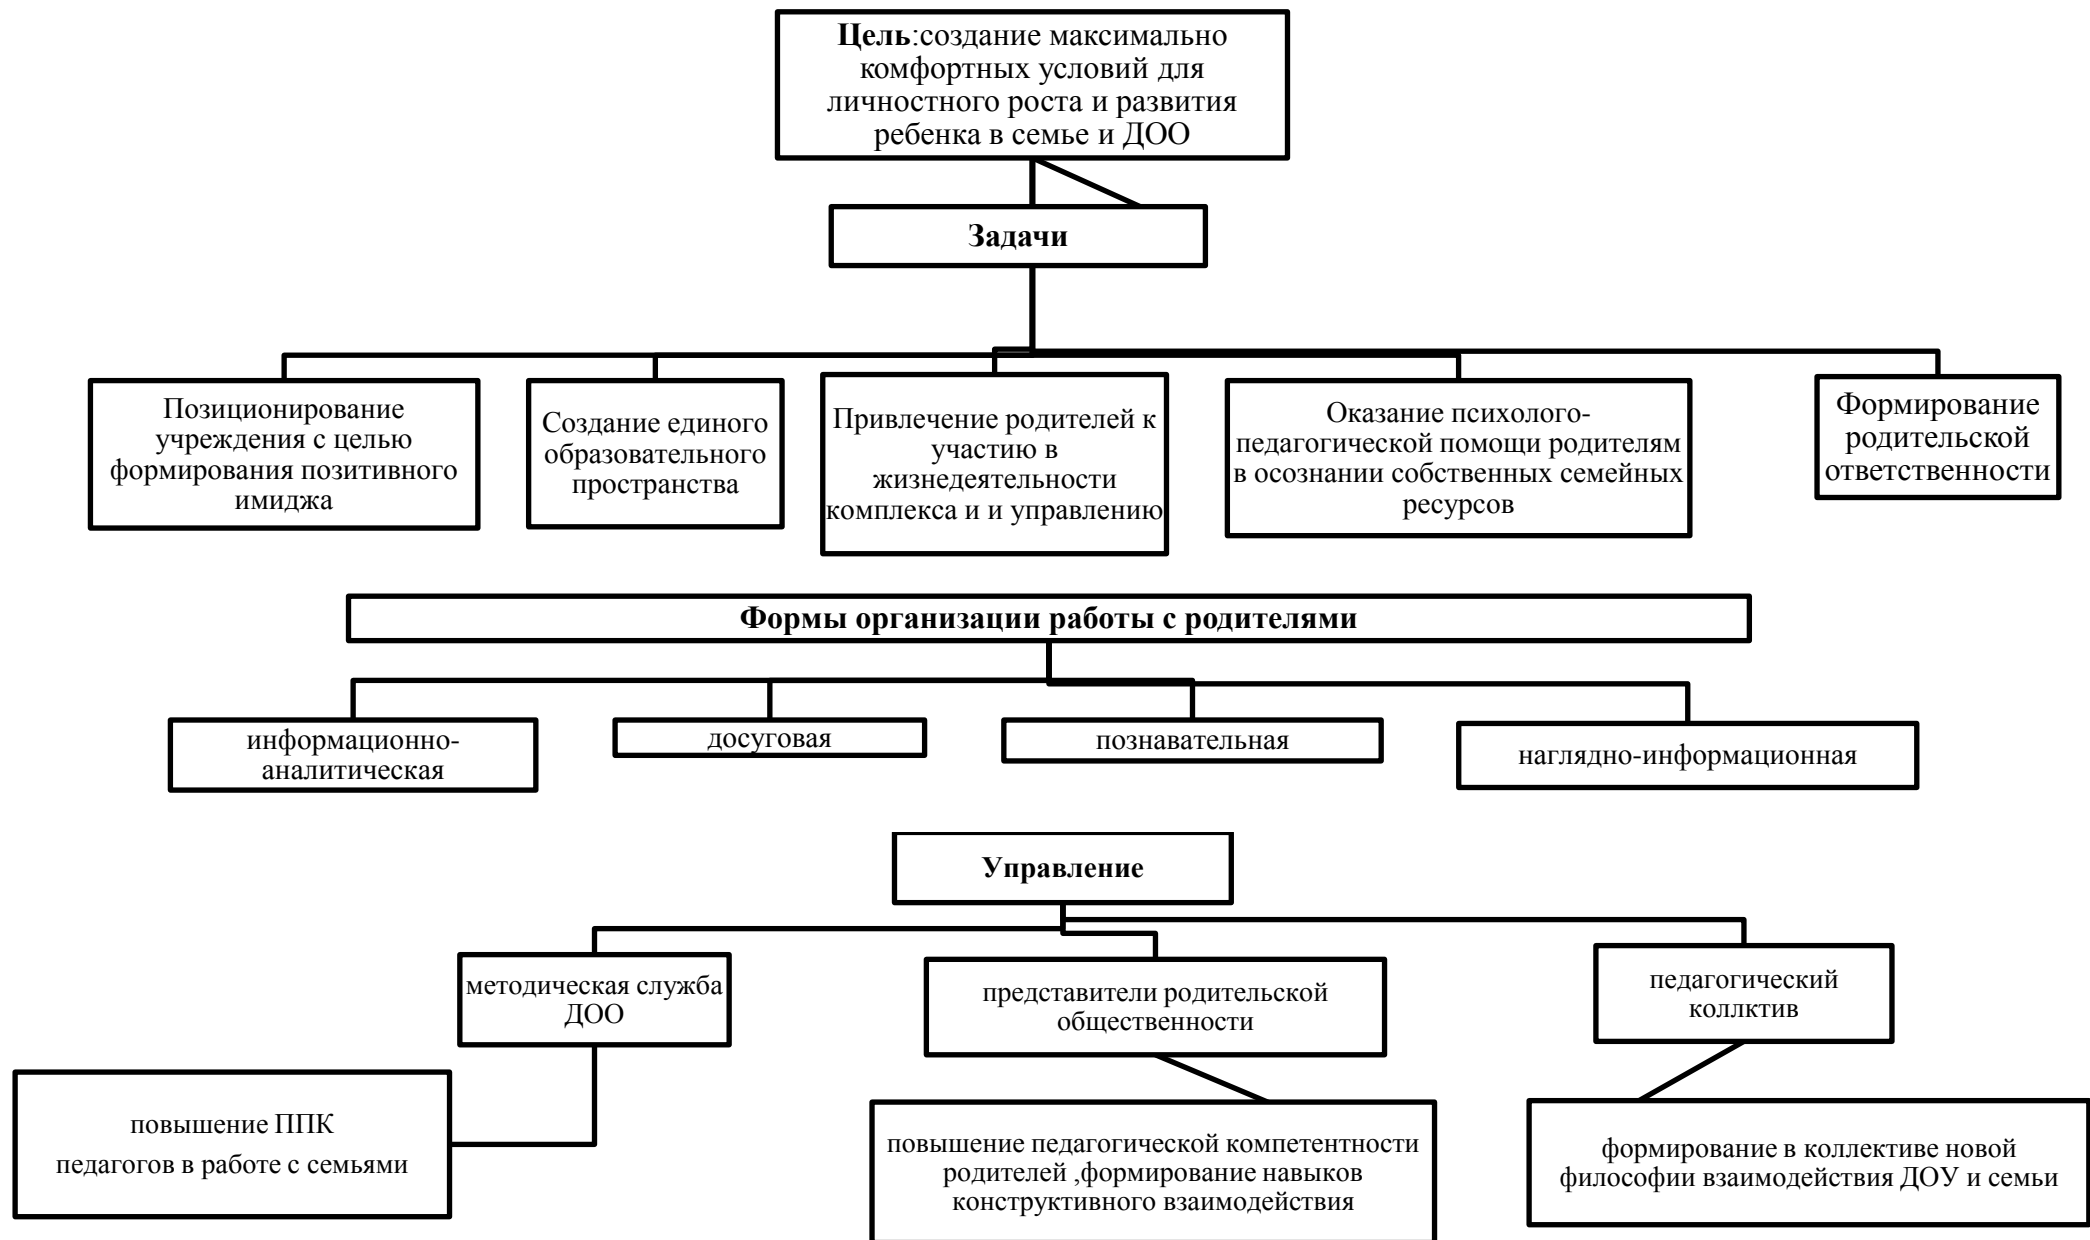 Цель:создание максимально
комфортных условий для
личностного роста и развития
ребенка в семье и ДОО
Задачи
Позиционирование
учреждения с целью
формирования позитивного
имиджа
Создание единого
образовательного
пространства
Привлечение родителей к
участию в
жизнедеятельности
комплекса и и управлению
Оказание психолого-
педагогической помощи родителям
в осознании собственных семейных
ресурсов
Формирование
родительской
ответственности
Формы организации работы с родителями
информационно-
аналитическая
досуговая
познавательная
наглядно-информационная
Управление
методическая служба
ДОО
представители родительской
общественности
педагогический
коллктив
повышение ППК
педагогов в работе с семьями
повышение педагогической компетентности
родителей ,формирование навыков
конструктивного взаимодействия
формирование в коллективе новой
философии взаимодействия ДОУ и семьи